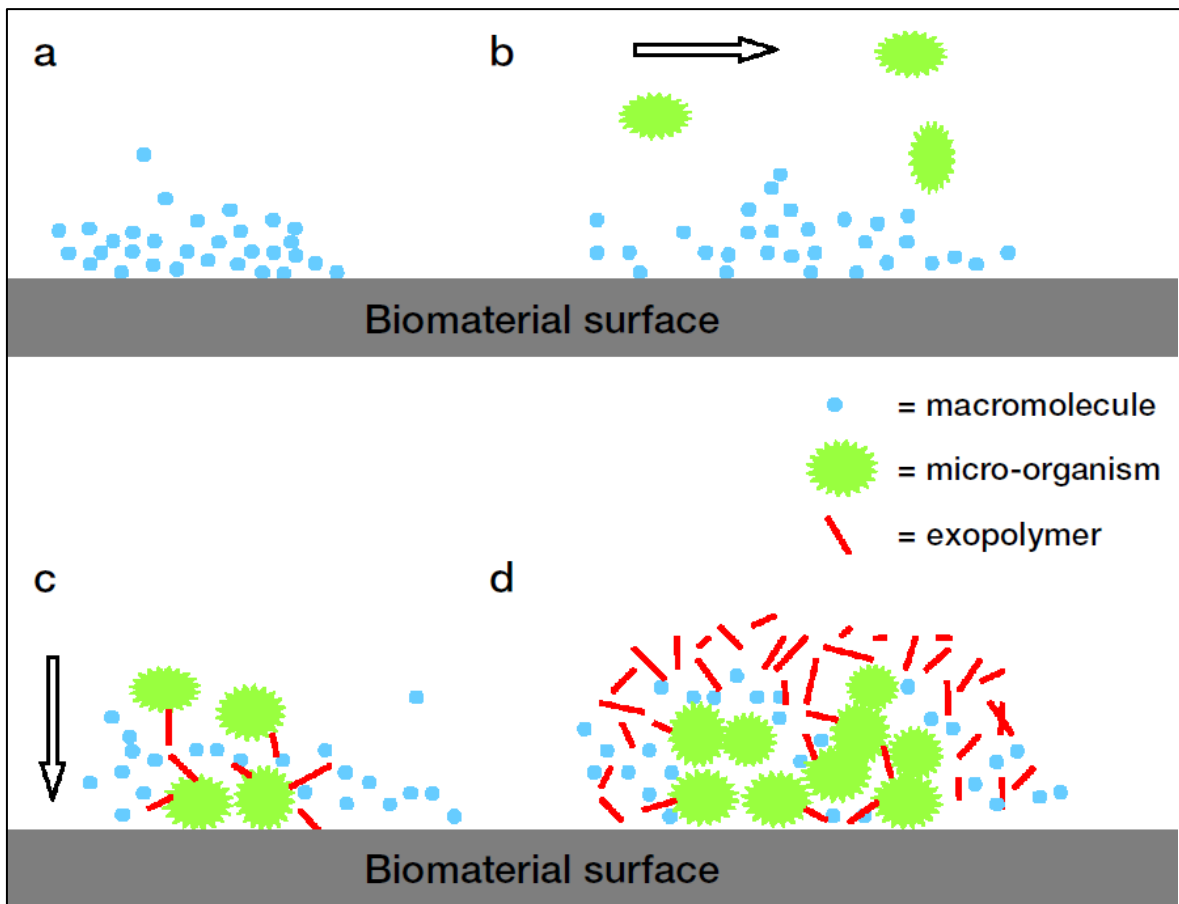 a
b
Biomaterial surface
= macromolecule
= micro-organism
= exopolymer
c
d
Biomaterial surface